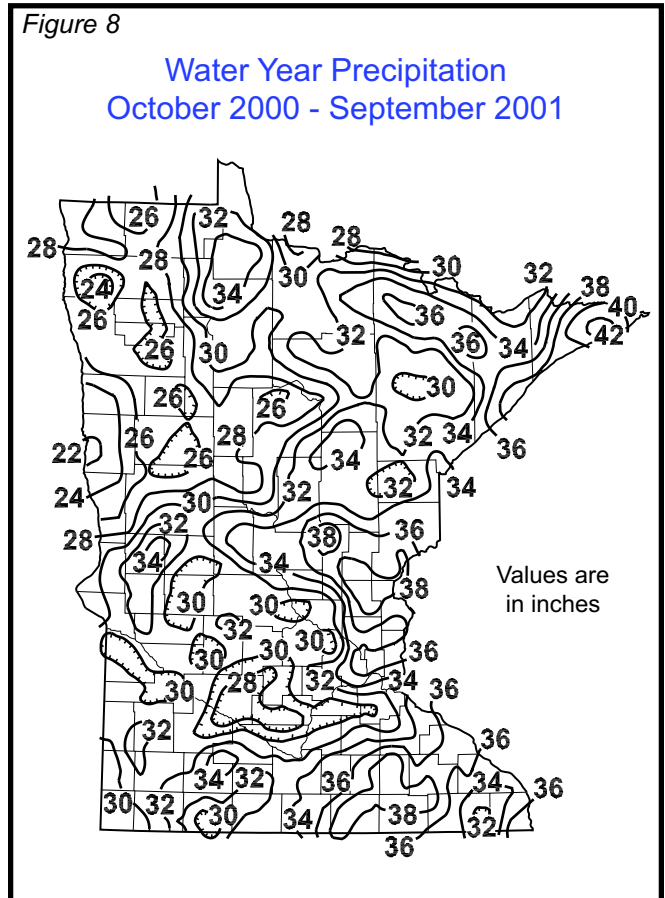 Figure 8
Water Year Precipitation
October 2000 - September 2001
26 32 28
28 28 28 30
30 32 38
24 34 40
26 36 42
32 36 34
26 30
30
26 26
28 32 34 36
22 26 26 34
24 32 34
30 32
28 32 38 36
34 34
Values are
in inches
38
30 30
32 30
30 30 36
28 32 34
30 36
32 36
34 32 36 34 36
30 32 30 34 38 32
36